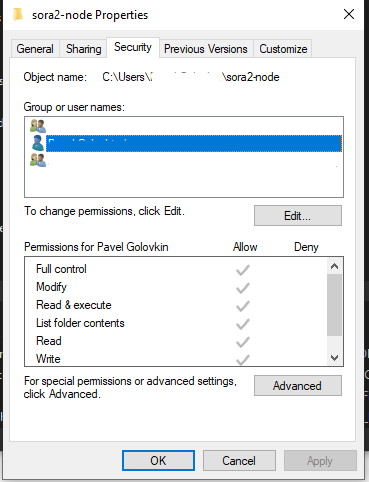 sora2-node Properties
General
Sharing
Security
Previous Versions
Customize
Object name: C:\Users\ \sora2-node
Group or user names:
To change permissions, click Edit.
Edit...
Permissions for Pavel Golovkin Allow Deny
Full control
Modify
Read & execute
List folder contents
Read
Write
For special permissions or advanced settings,
click Advanced.
Advanced
OK
Cancel
Apply